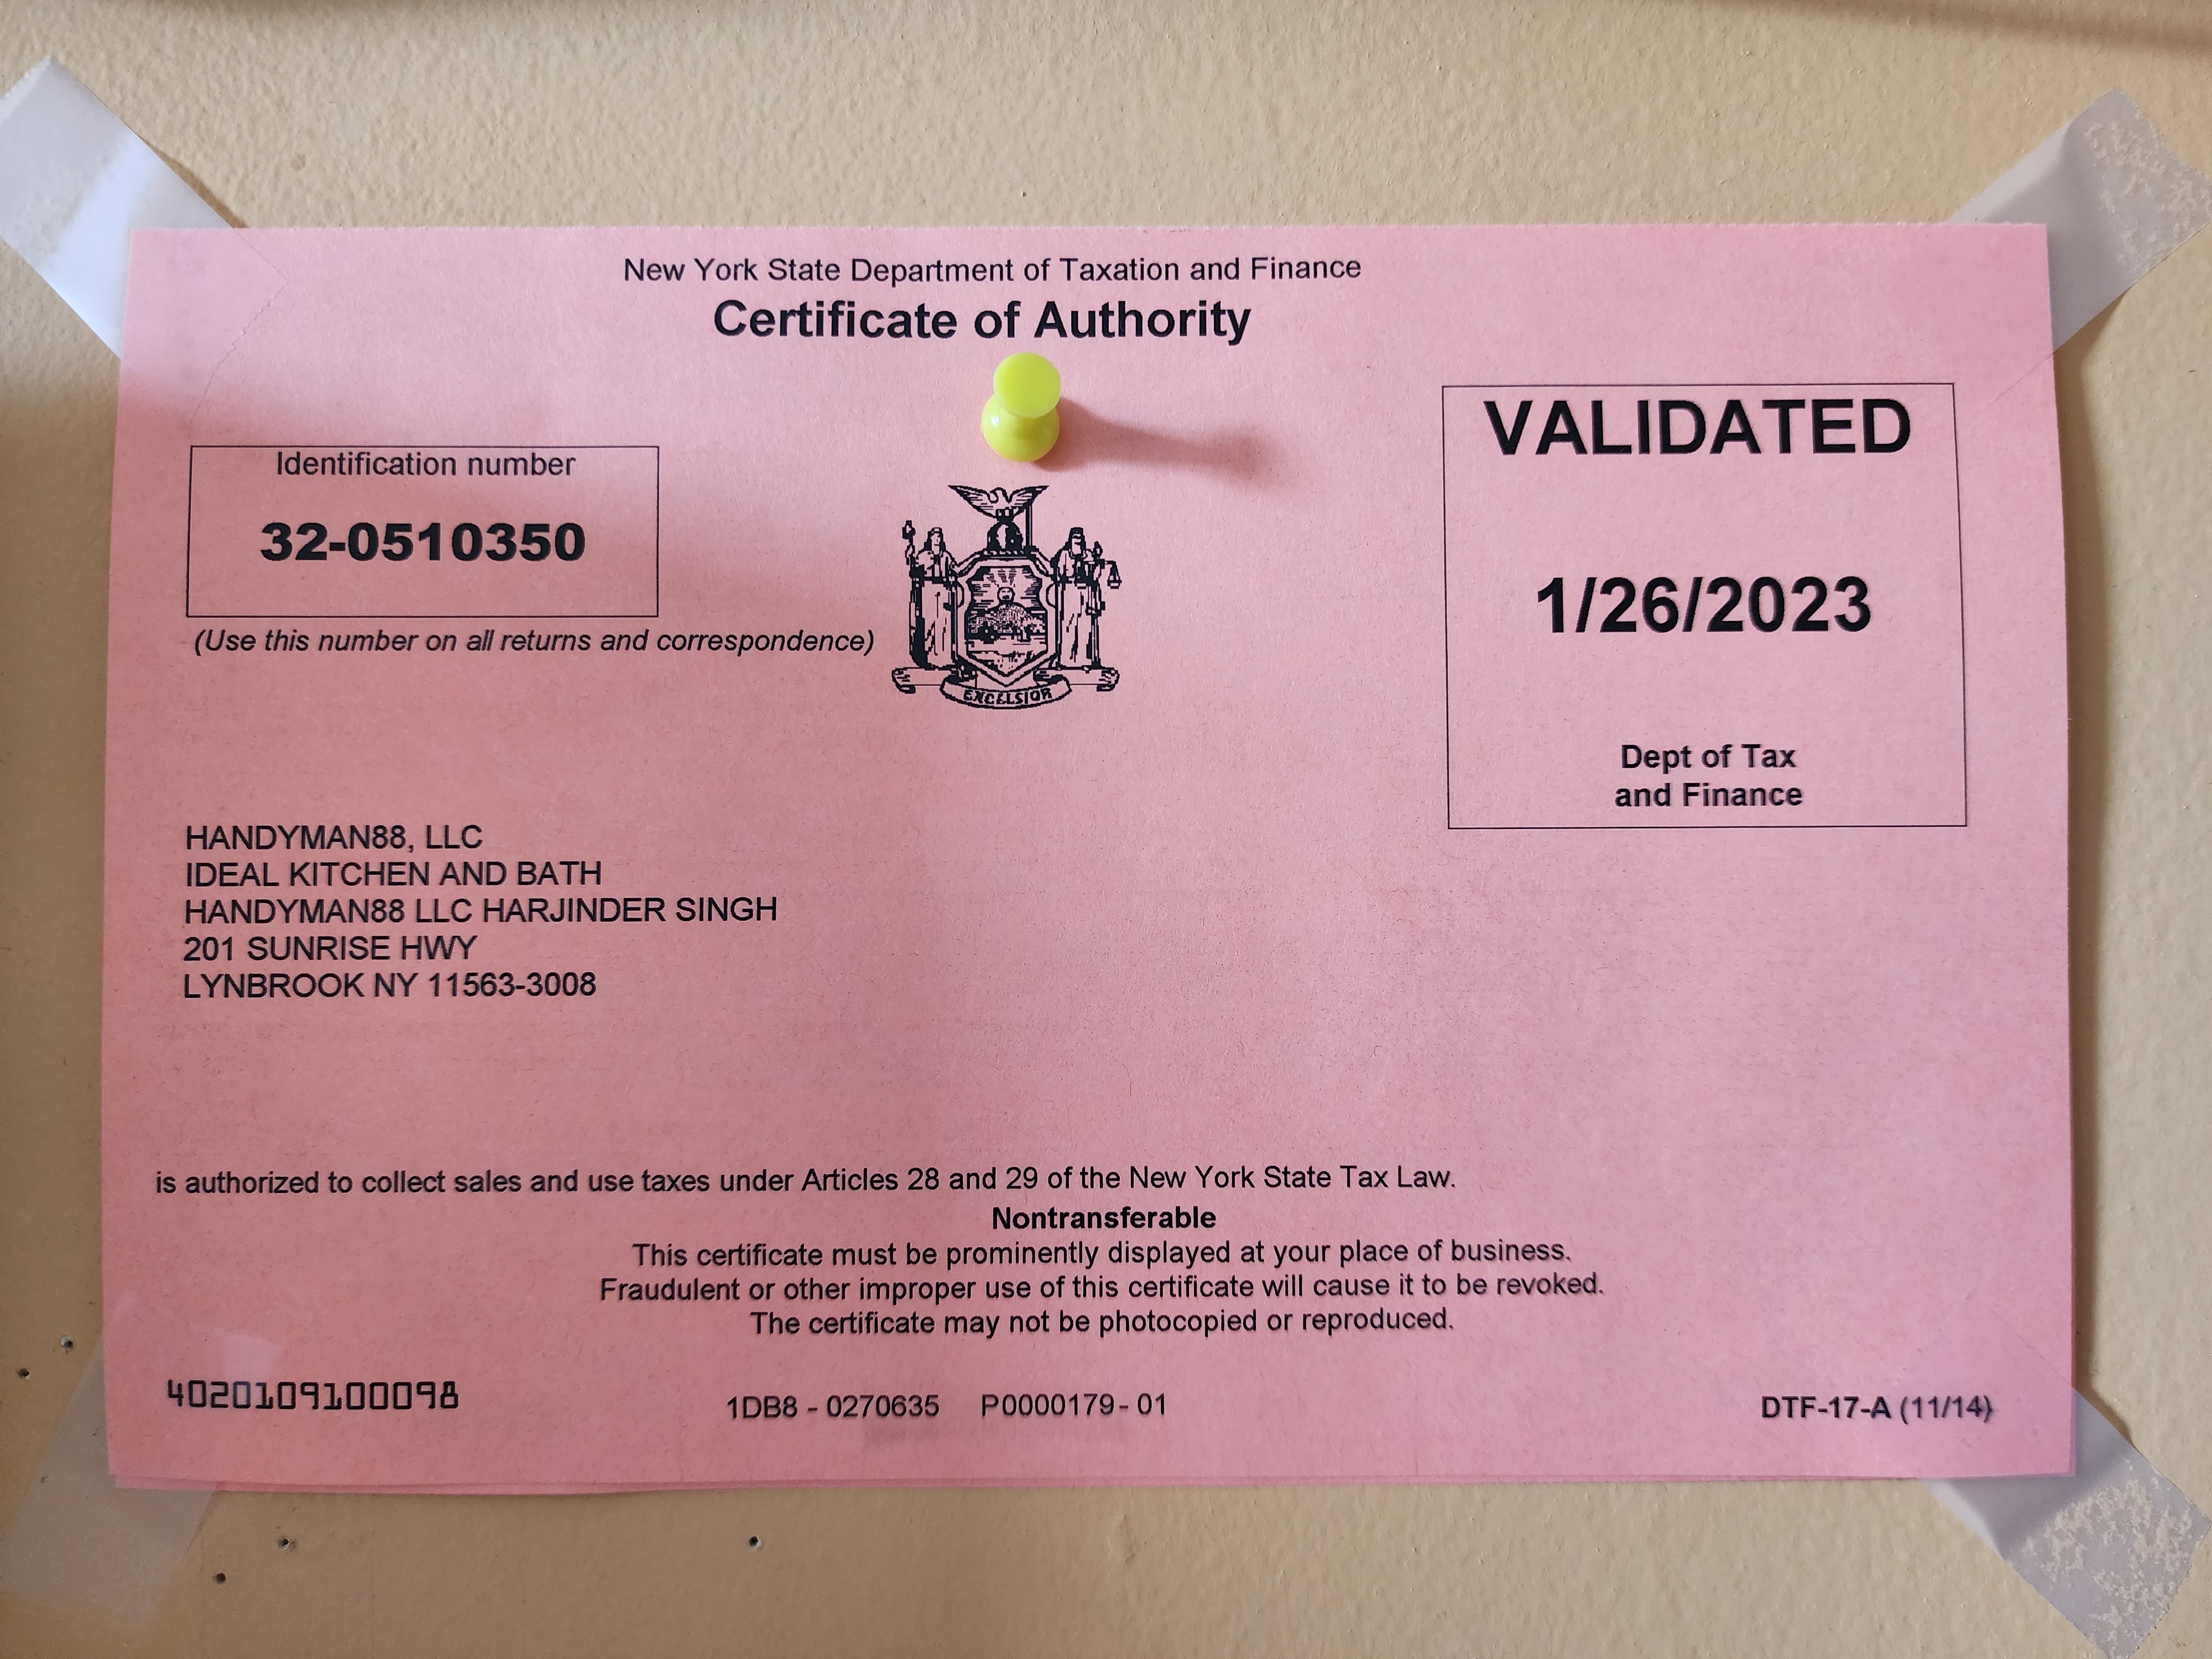 New York State Department of Taxation and Finance
Certificate of Authority
Identification number
32-0510350
(Use this number on all returns and correspondence)
EXCELSIOR
VALIDATED
1/26/2023
Dept of Tax
and Finance
HANDYMAN88, LLC
IDEAL KITCHEN AND BATH
HANDYMAN88 LLC HARJINDER SINGH
201 SUNRISE HWY
LYNBROOK NY 11563-3008
is authorized to collect sales and use taxes under Articles 28 and 29 of the New York State Tax Law.
Nontransferable
This certificate must be prominently displayed at your place of business.
Fraudulent or other improper use of this certificate will cause it to be revoked.
The certificate may not be photocopied or reproduced.
4020109100098 1DB8 - 0270635 P0000179- 01 DTF-17-A (11/14)